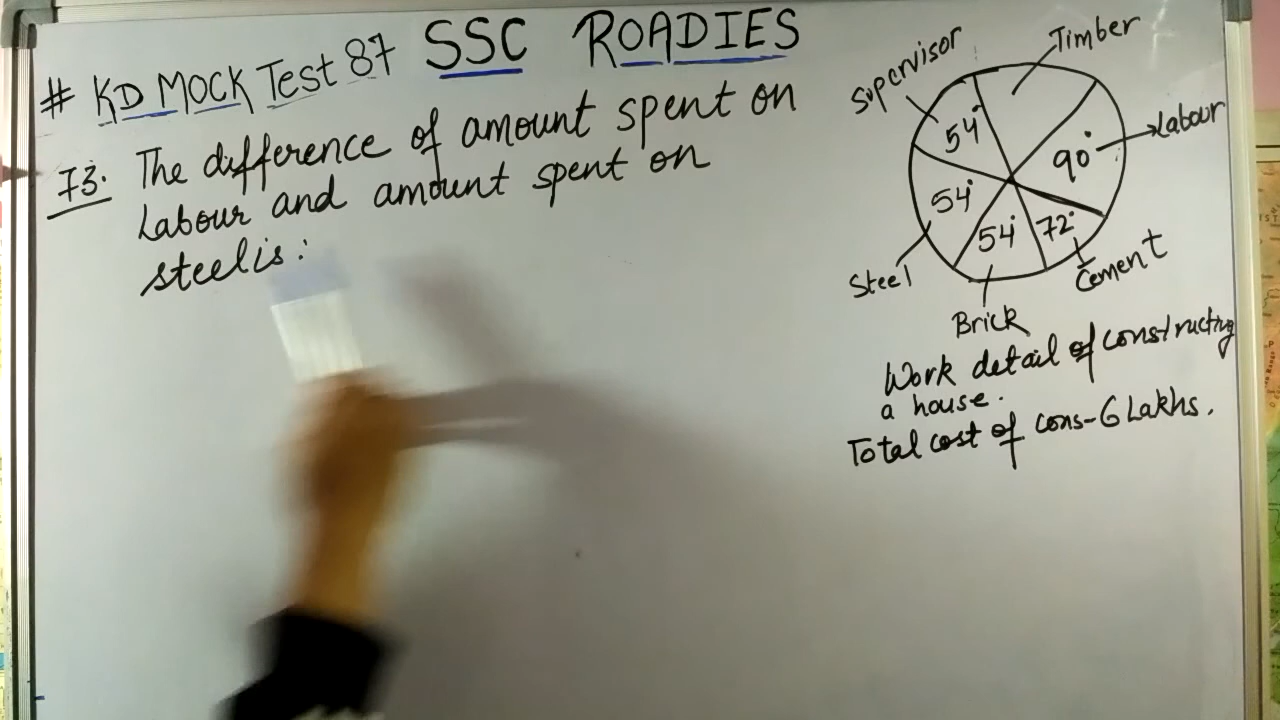 # KD MOCK Test 87 SSC ROADIES
73. The difference of amount spent on
Labour and amount spent on
steel is :
Supervisor
Timber
Labour
54°
90°
54°
54°
72°
Steel
Brick
Cement
Work detail of constructing
a house.
Total cost of cons-6 Lakhs.